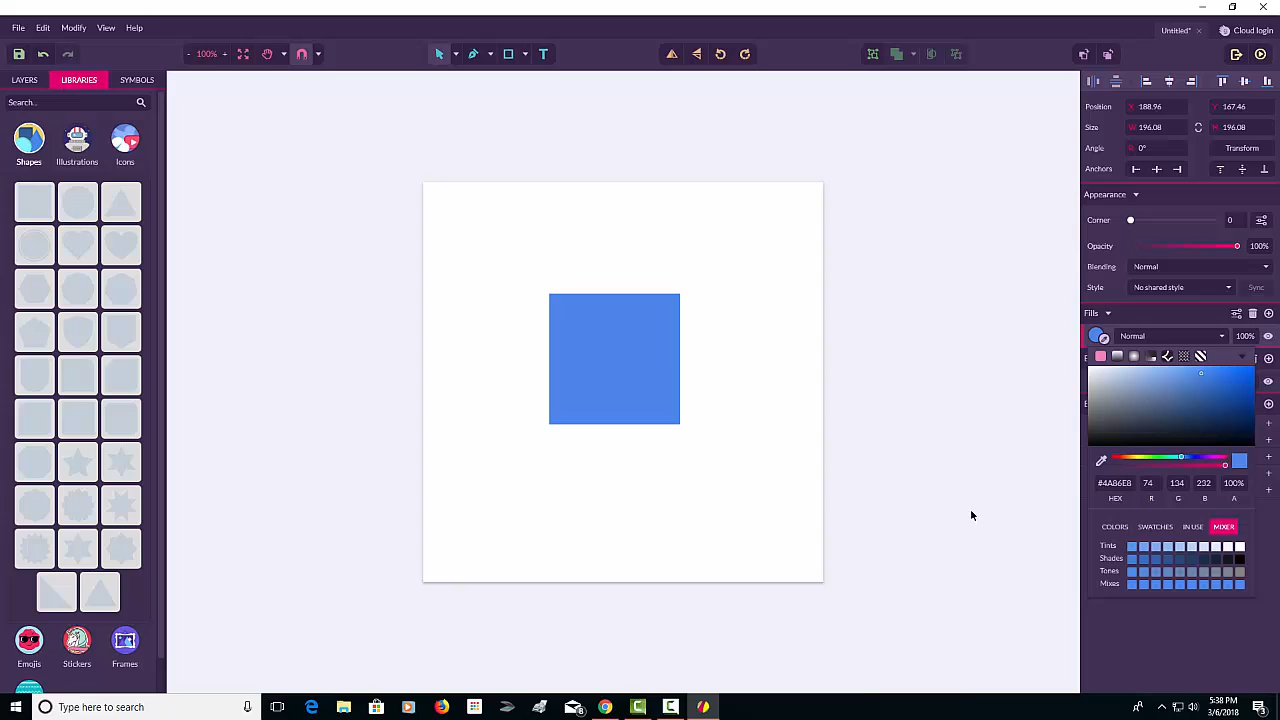 File Edit Modify View Help
Untitled* Cloud login
- 100% +
T
LAYERS LIBRARIES SYMBOLS
Search...
Shapes Illustrations Icons
Emojis Stickers Frames
Position X 188.96 Y 167.46
Size W 196.08 H 196.08
Angle R 0° Transform
Anchors
Appearance
Corner 0
Opacity 100%
Blending Normal
Style No shared style Sync
Fills
Normal 100%
#4A86E8 74 134 232 100%
HEX R G B A
COLORS SWATCHES IN USE MIXER
Tints
Shades
Tones
Mixes
Type here to search
5:38 PM
3/6/2018